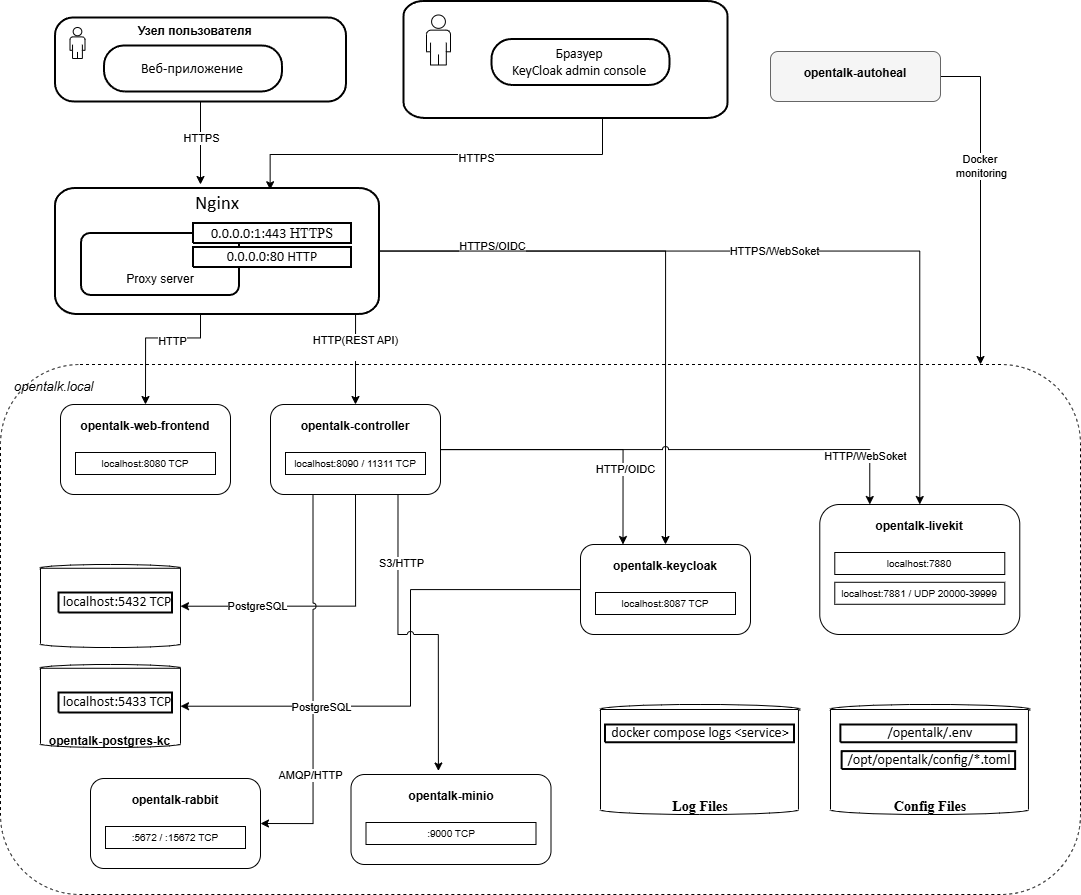 Узел пользователя
Веб-приложение
Бразуер
KeyCloak admin console
opentalk-autoheal
HTTPS
HTTPS
Docker
monitoring
Nginx
0.0.0.0:1:443 HTTPS
0.0.0.0:80 HTTP
Proxy server
HTTPS/OIDC
HTTPS/WebSoket
HTTP
HTTP(REST API)
opentalk.local
opentalk-web-frontend
localhost:8080 TCP
opentalk-controller
localhost:8090 / 11311 TCP
HTTP/OIDC
HTTP/WebSoket
opentalk-livekit
localhost:7880
localhost:7881 / UDP 20000-39999
opentalk-keycloak
localhost:8087 TCP
S3/HTTP
localhost:5432 TCP
PostgreSQL
localhost:5433 TCP
opentalk-postgres-kc
PostgreSQL
docker compose logs <service>
Log Files
/opentalk/.env
/opt/opentalk/config/*.toml
Config Files
AMQP/HTTP
opentalk-rabbit
:5672 / :15672 TCP
opentalk-minio
:9000 TCP